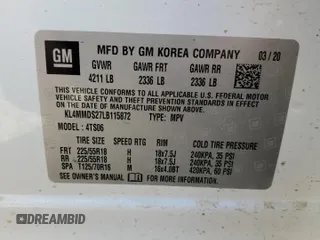 GM
MFD BY GM KOREA COMPANY
03/20
GVWR GAWR FRT GAWR RR
4211 LB 2336 LB 2336 LB
THIS VEHICLE CONFORMS TO ALL APPLICABLE U.S. FEDERAL MOTOR VEHICLE SAFETY, BUMPER, AND THEFT PREVENTION STANDARDS IN EFFECT ON THE DATE OF MANUFACTURE SHOWN ABOVE.
KL4MMDS27LB115872 TYPE: MPV
MODEL: 4TS06
TIRE SIZE SPEED RTG RIM COLD TIRE PRESSURE
FRT 225/55R18 H 18x7.5J 240KPA, 35 PSI
RR 225/55R18 H 18x7.5J 240KPA, 35 PSI
SPA T125/70R16 M 16x4.0BT 420KPA, 60 PSI
SEE OWNER'S MANUAL FOR ADDITIONAL INFORMATION
DREAMBID